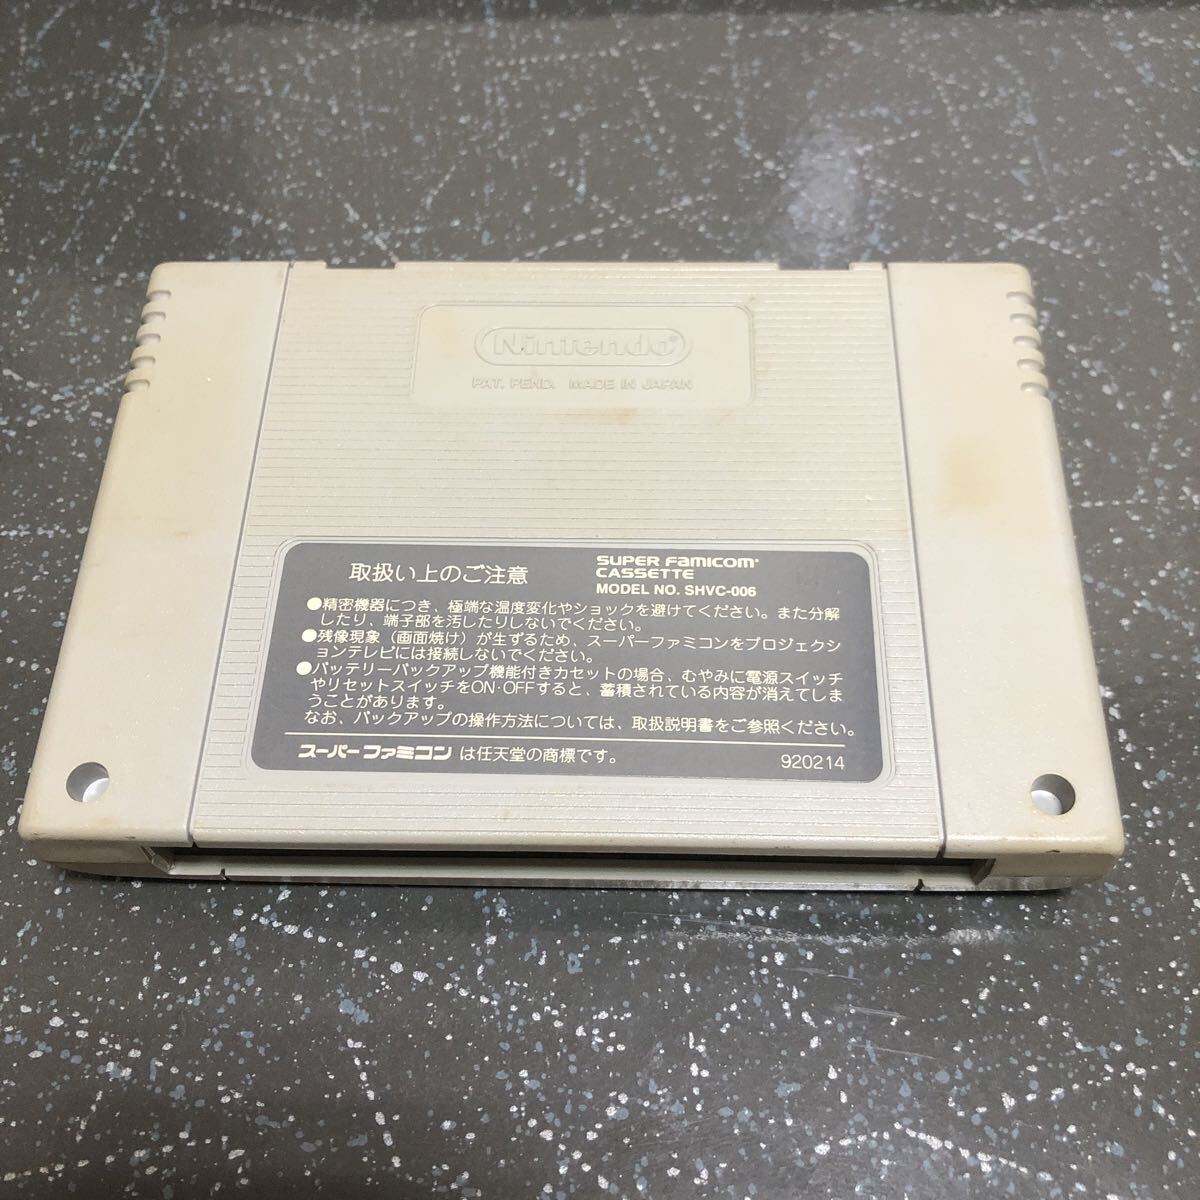 Nintendo®
PAT. PEND. MADE IN JAPAN
取扱い上のご注意
SUPER FAMICOM®
CASSETTE
MODEL NO. SHVC-006
●精密機器につき、極端な温度変化やショックを避けてください。また分解
したり、端子部を汚したりしないでください。
●残像現象(画面焼け)が生ずるため、スーパーファミコンをプロジェクシ
ョンテレビには接続しないでください。
●バッテリーバックアップ機能付きカセットの場合、むやみに電源スイッチ
やリセットスイッチをON·OFFすると、蓄積されている内容が消えてしま
うことがあります。
なお、バックアップの操作方法については、取扱説明書をご参照ください。
スーパーファミコン は任天堂の商標です。
920214